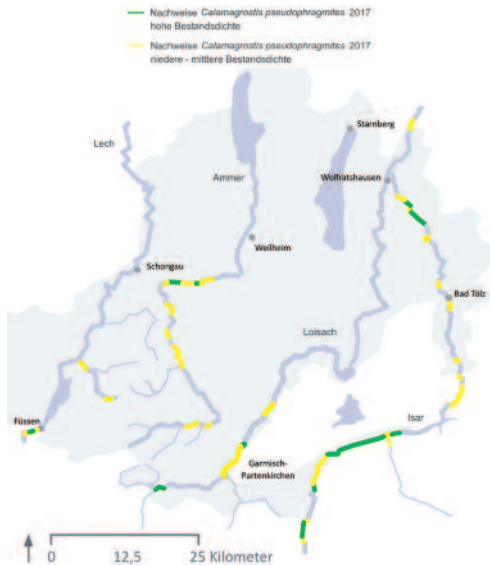 Nachweise Calamagrostis pseudophragmites 2017
hohe Bestandsdichte
Nachweise Calamagrostis pseudophragmites 2017
niedere - mittlere Bestandsdichte
Starnberg
Lech
Ammer
Wolfratshausen
Weilheim
Schongau
Bad Tölz
Loisach
Füssen
Isar
Garmisch-
Partenkirchen
0 12,5 25 Kilometer